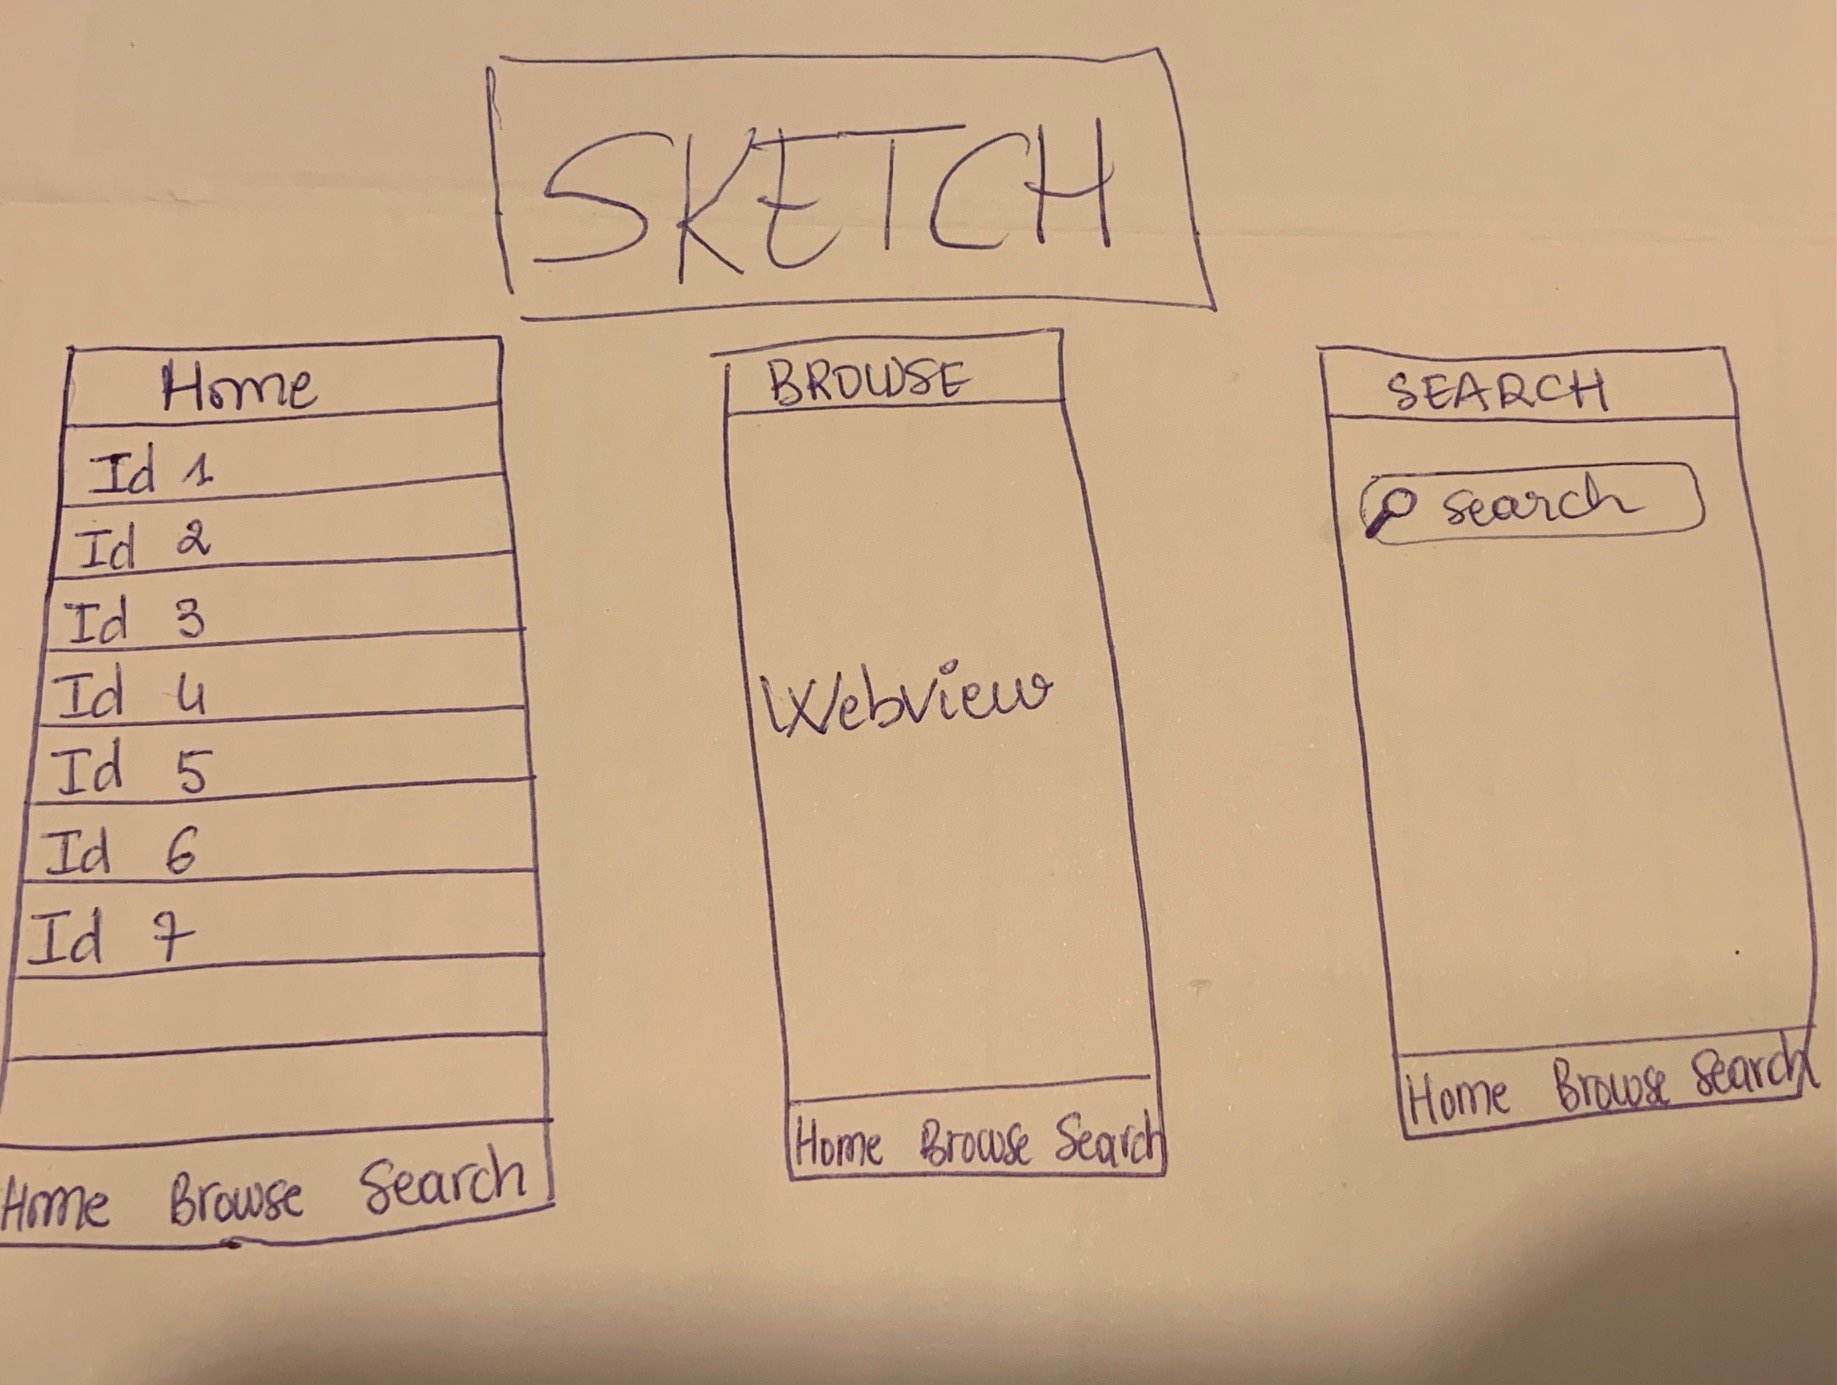 SKETCH
Home
Id 1
Id 2
Id 3
Id 4
Id 5
Id 6
Id 7
Home Browse Search
BROWSE
Webview
Home Browse Search
SEARCH
search
Home Browse Search